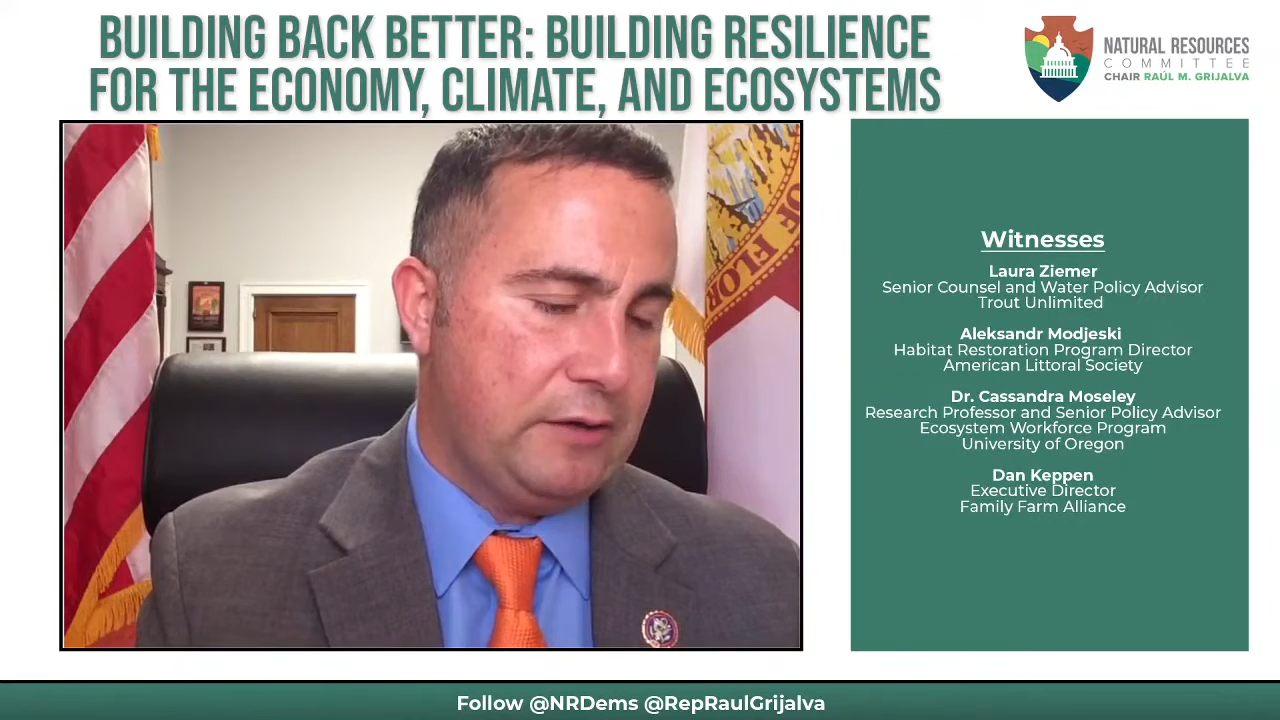 BUILDING BACK BETTER: BUILDING RESILIENCE
FOR THE ECONOMY, CLIMATE, AND ECOSYSTEMS
NATURAL RESOURCES
COMMITTEE
CHAIR RAÚL M. GRIJALVA
OF FLOR
Witnesses
Laura Ziemer
Senior Counsel and Water Policy Advisor
Trout Unlimited
Aleksandr Modjeski
Habitat Restoration Program Director
American Littoral Society
Dr. Cassandra Moseley
Research Professor and Senior Policy Advisor
Ecosystem Workforce Program
University of Oregon
Dan Keppen
Executive Director
Family Farm Alliance
Follow @NRDems @RepRaulGrijalva